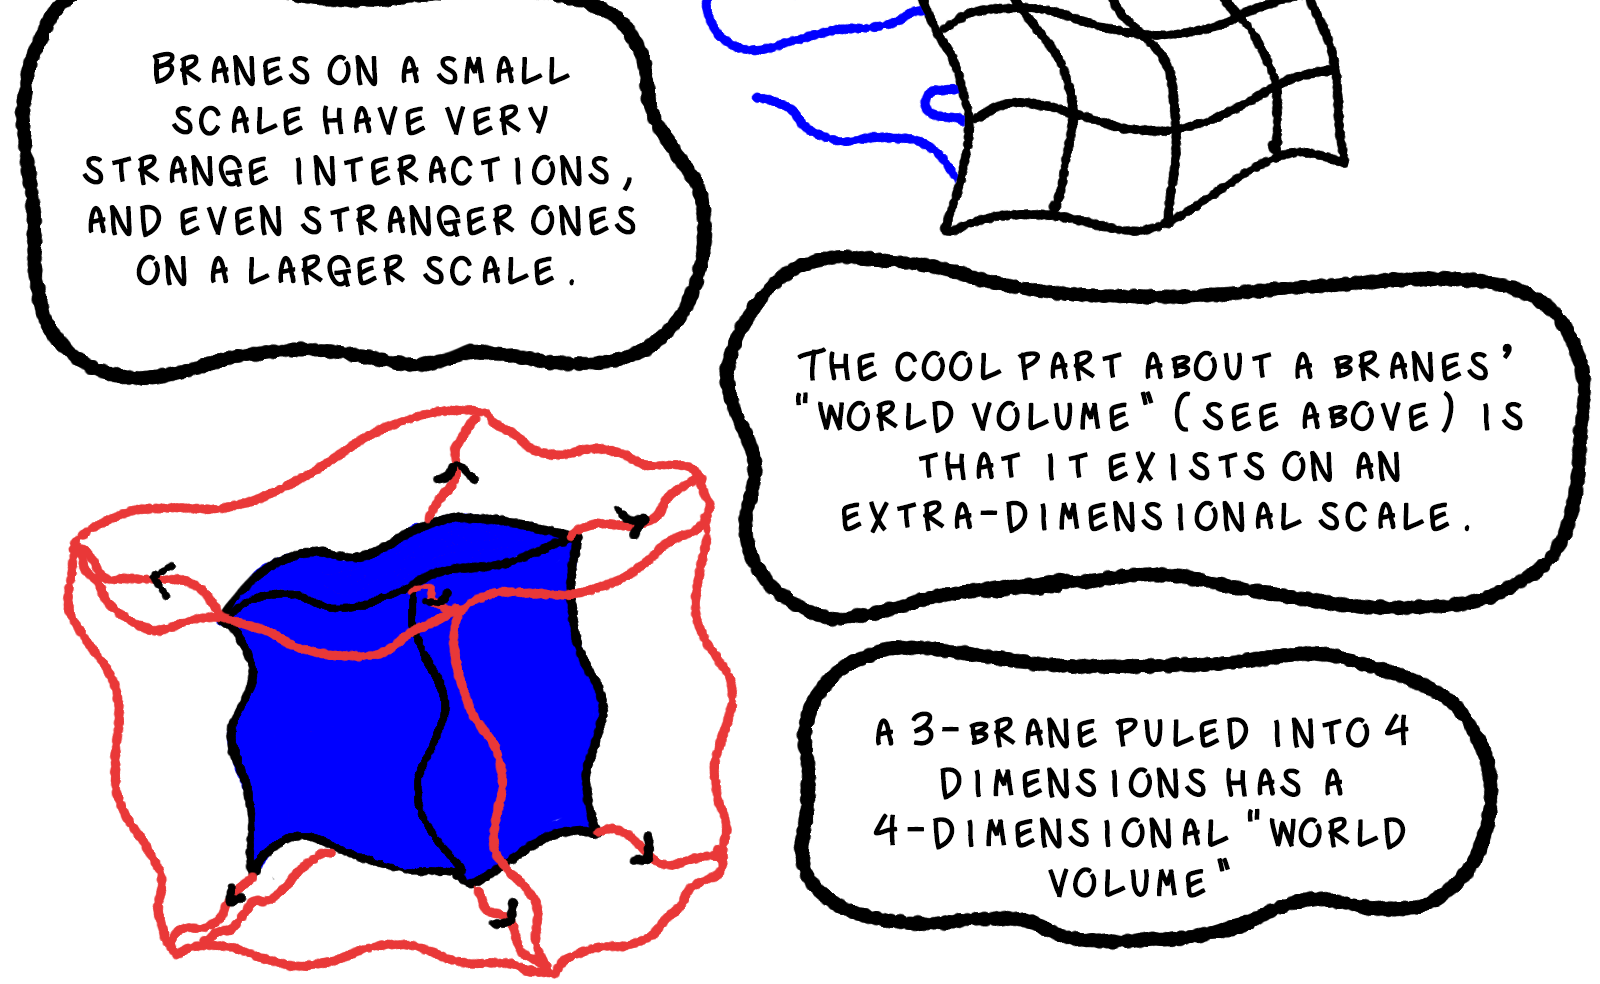 BRANES ON A SMALL
SCALE HAVE VERY
STRANGE INTERACTIONS,
AND EVEN STRANGER ONES
ON A LARGER SCALE.
THE COOL PART ABOUT A BRANES'
"WORLD VOLUME" (SEE ABOVE) IS
THAT IT EXISTS ON AN
EXTRA-DIMENSIONAL SCALE.
A 3-BRANE PULED INTO 4
DIMENSIONS HAS A
4-DIMENSIONAL "WORLD
VOLUME"